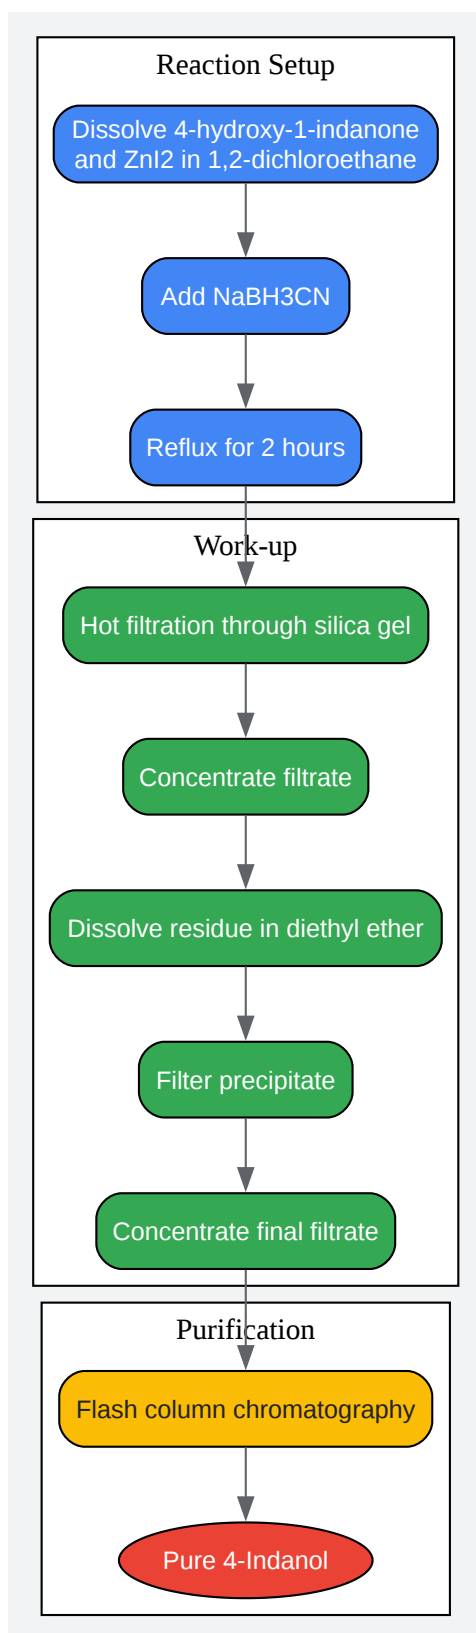 Reaction Setup
Dissolve 4-hydroxy-1-indanone
and ZnI2 in 1,2-dichloroethane
Add NaBH3CN
Reflux for 2 hours
Work-up
Hot filtration through silica gel
Concentrate filtrate
Dissolve residue in diethyl ether
Filter precipitate
Concentrate final filtrate
Purification
Flash column chromatography
Pure 4-Indanol